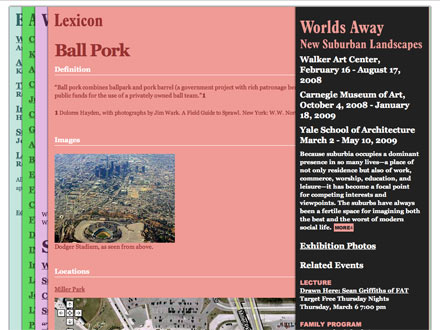 Lexicon
Ball Pork
Definition
"Ball pork combines ballpark and pork barrel (a government project with rich patronage be
public funds for the use of a privately owned ball team."1
1 Dolores Hayden, with photographs by Jim Wark. A Field Guide to Sprawl. New York: W.W. Nor
Images
Dodger Stadium, as seen from above.
Locations
Miller Park
Worlds Away
New Suburban Landscapes
Walker Art Center,
February 16 - August 17,
2008
Carnegie Museum of Art,
October 4, 2008 - January
18, 2009
Yale School of Architecture
March 2 - May 10, 2009
Because suburbia occupies a dominant
presence in so many lives—a place of
not only residence but also of work,
commerce, worship, education, and
leisure—it has become a focal point
for competing interests and
viewpoints. The suburbs have always
been a fertile space for imagining both
the best and the worst of modern
social life. MORE↓
Exhibition Photos
Related Events
LECTURE
Drawn Here: Sean Griffiths of FAT
Target Free Thursday Nights
Thursday, March 6 7:00 pm
FAMILY PROGRAM